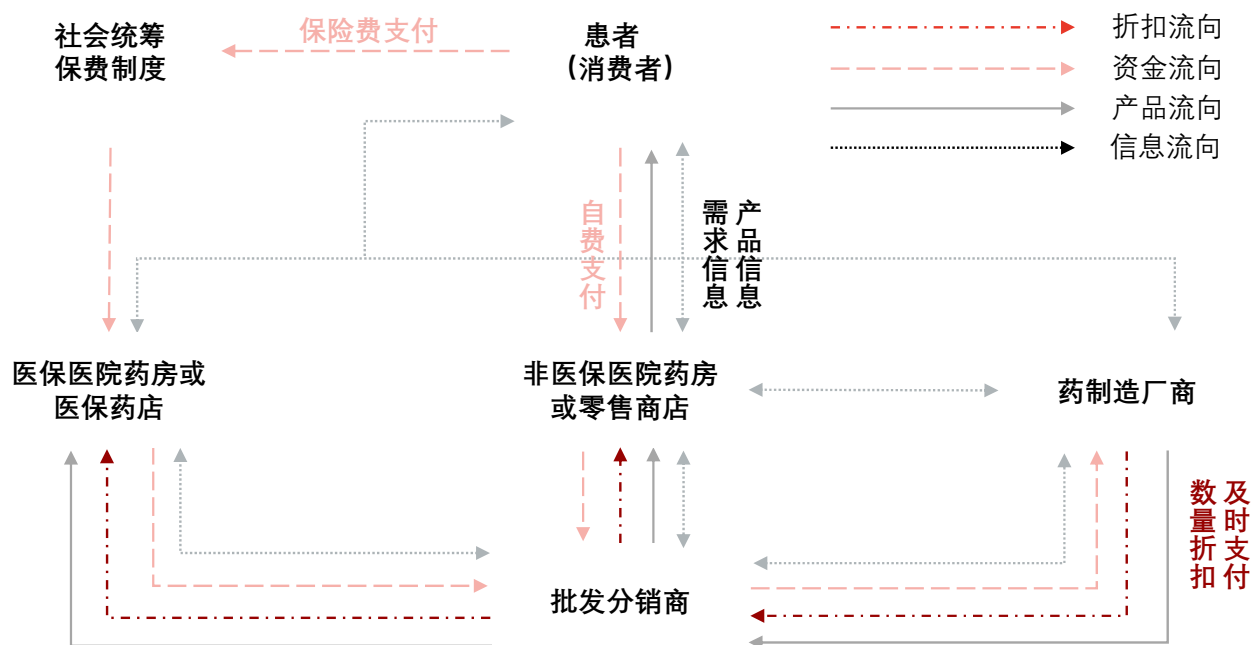 社会统筹
保费制度
保险费支付
患者
(消费者)
折扣流向
资金流向
产品流向
信息流向
自费支付
需求信息
产品信息
医保医院药房或
医保药店
非医保医院药房
或零售商店
药制造厂商
数量折扣
及时支付
批发分销商